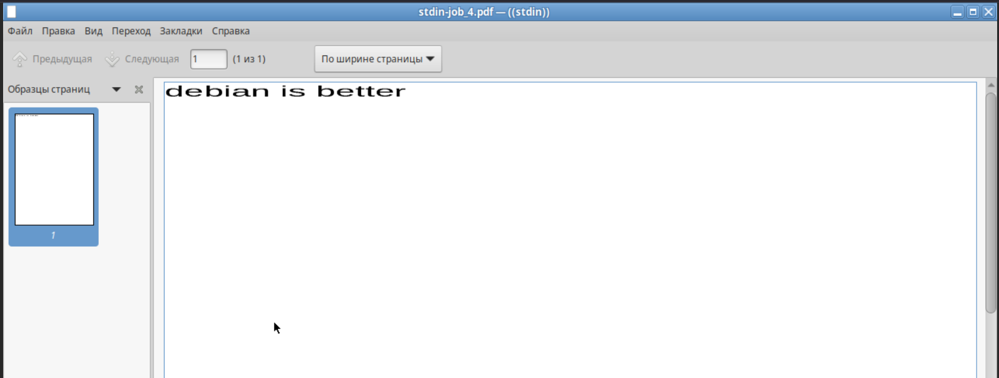 stdin-job_4.pdf — ((stdin))
Файл Правка Вид Переход Закладки Справка
Предыдущая Следующая 1 (1 из 1) По ширине страницы
Образцы страниц
debian is better
1